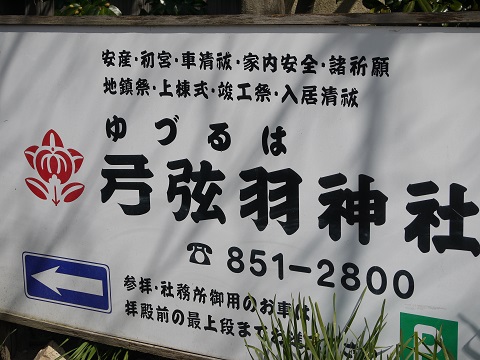 安産・初宮・車清祓・家内安全・諸祈願
地鎮祭・上棟式・竣工祭・入居清祓
ゆづるは
弓弦羽神社
☎851-2800
参拝・社務所御用のお車は
拝殿前の最上段までお
P